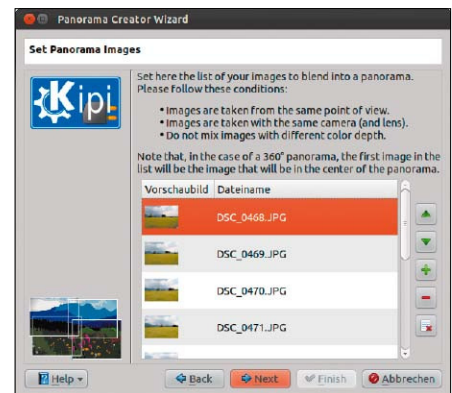 Panorama Creator Wizard
Set Panorama Images
Kipi
Set here the list of your images to blend into a panorama.
Please follow these conditions:
• Images are taken from the same point of view.
• Images are taken with the same camera (and lens).
• Do not mix images with different color depth.
Note that, in the case of a 360° panorama, the first image in the
list will be the image that will be in the center of the panorama.
Vorschaubild Dateiname
DSC_0468.JPG
DSC_0469.JPG
DSC_0470.JPG
DSC_0471.JPG
Help Back Next Finish Abbrechen